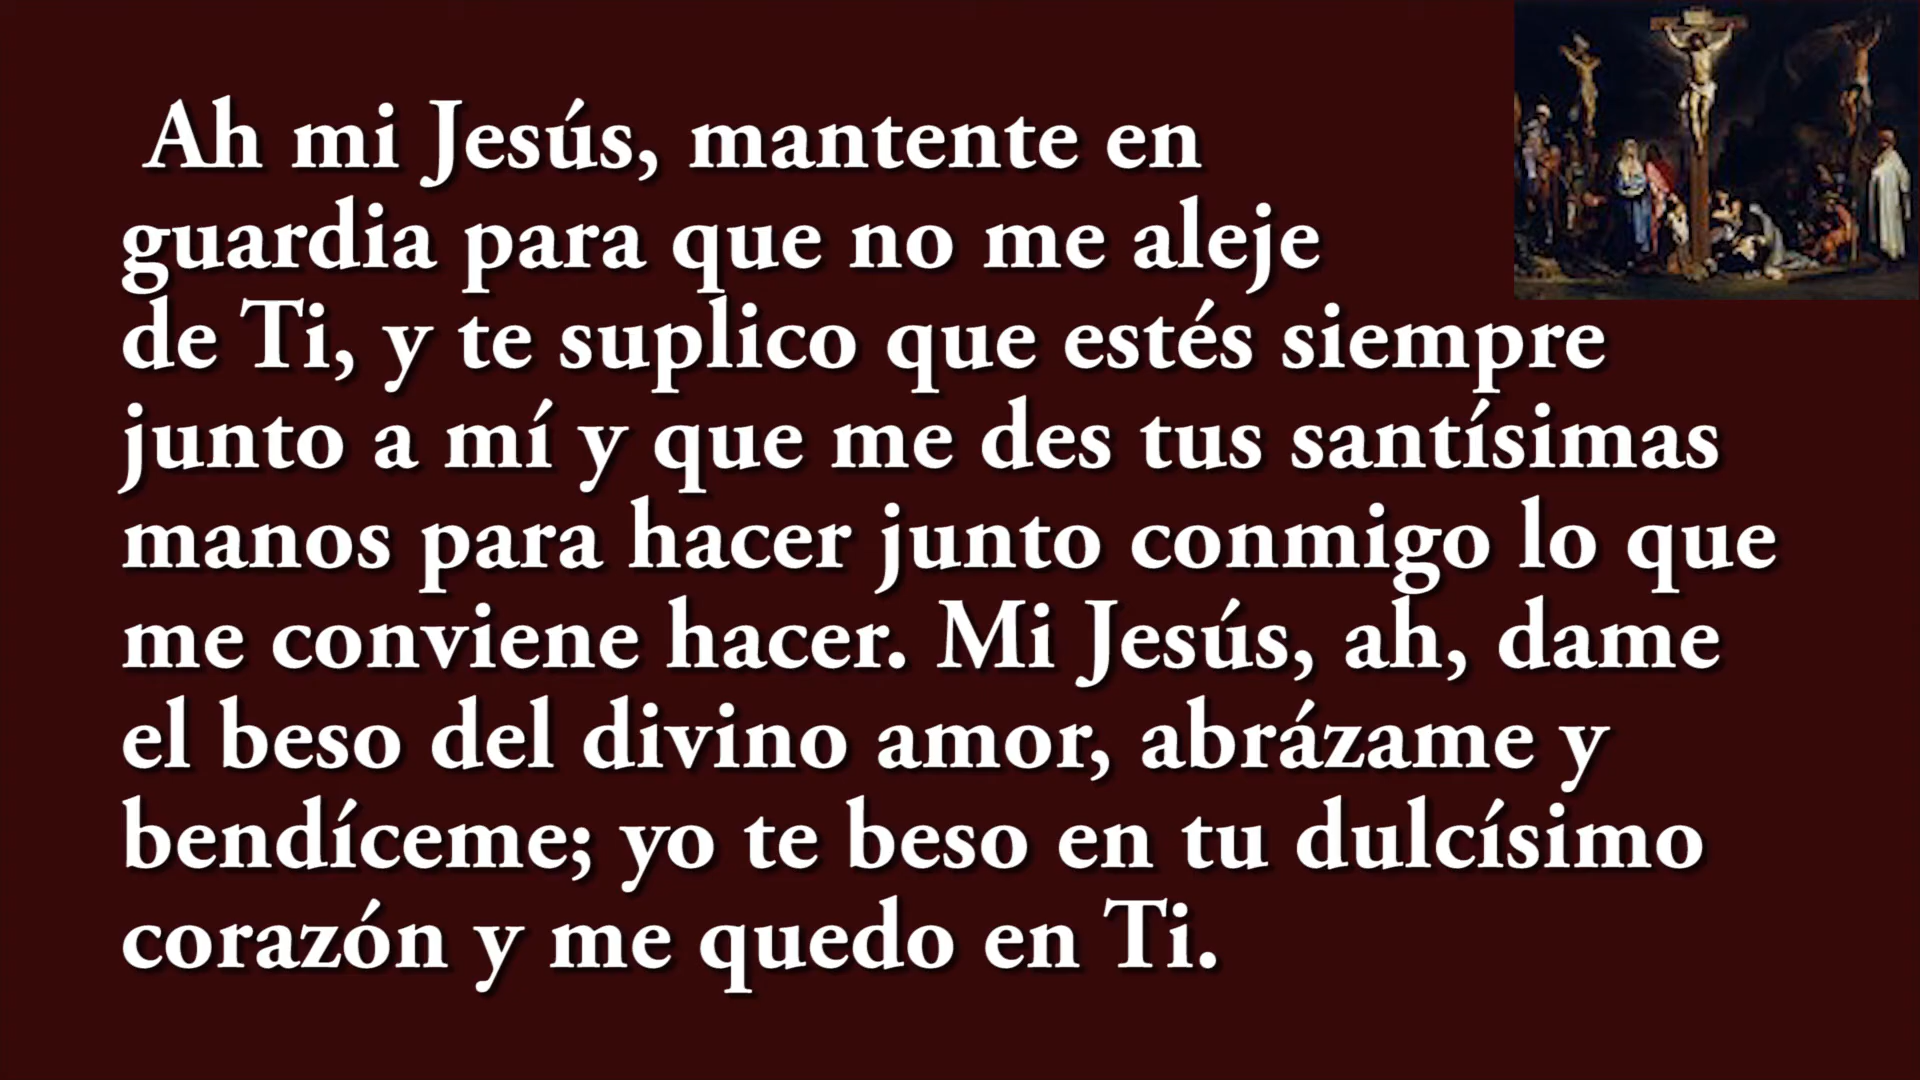 Ah mi Jesús, mantente en
guardia para que no me aleje
de Ti, y te suplico que estés siempre
junto a mí y que me des tus santísimas
manos para hacer junto conmigo lo que
me conviene hacer. Mi Jesús, ah, dame
el beso del divino amor, abrázame y
bendíceme; yo te beso en tu dulcísimo
corazón y me quedo en Ti.